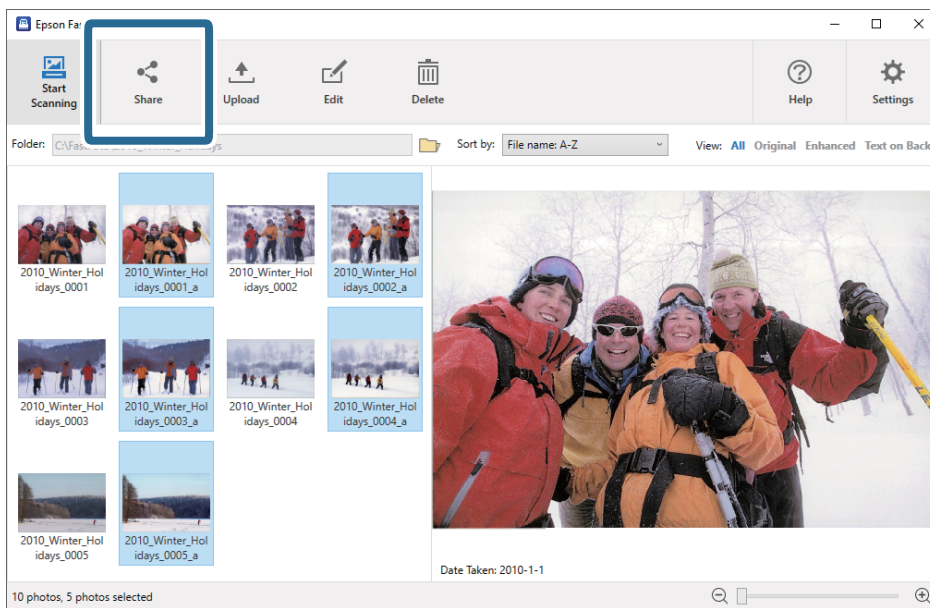 Epson Fa
Start
Scanning
Share
Upload
Edit
Delete
Help
Settings
Folder:
Sort by:
File name: A-Z
View:
All
Original
Enhanced
Text on Back
2010_Winter_Hol
idays_0001
2010_Winter_Hol
idays_0001_a
2010_Winter_Hol
idays_0002
2010_Winter_Hol
idays_0002_a
2010_Winter_Hol
idays_0003
2010_Winter_Hol
idays_0003_a
2010_Winter_Hol
idays_0004
2010_Winter_Hol
idays_0004_a
2010_Winter_Hol
idays_0005
2010_Winter_Hol
idays_0005_a
Date Taken: 2010-1-1
10 photos, 5 photos selected